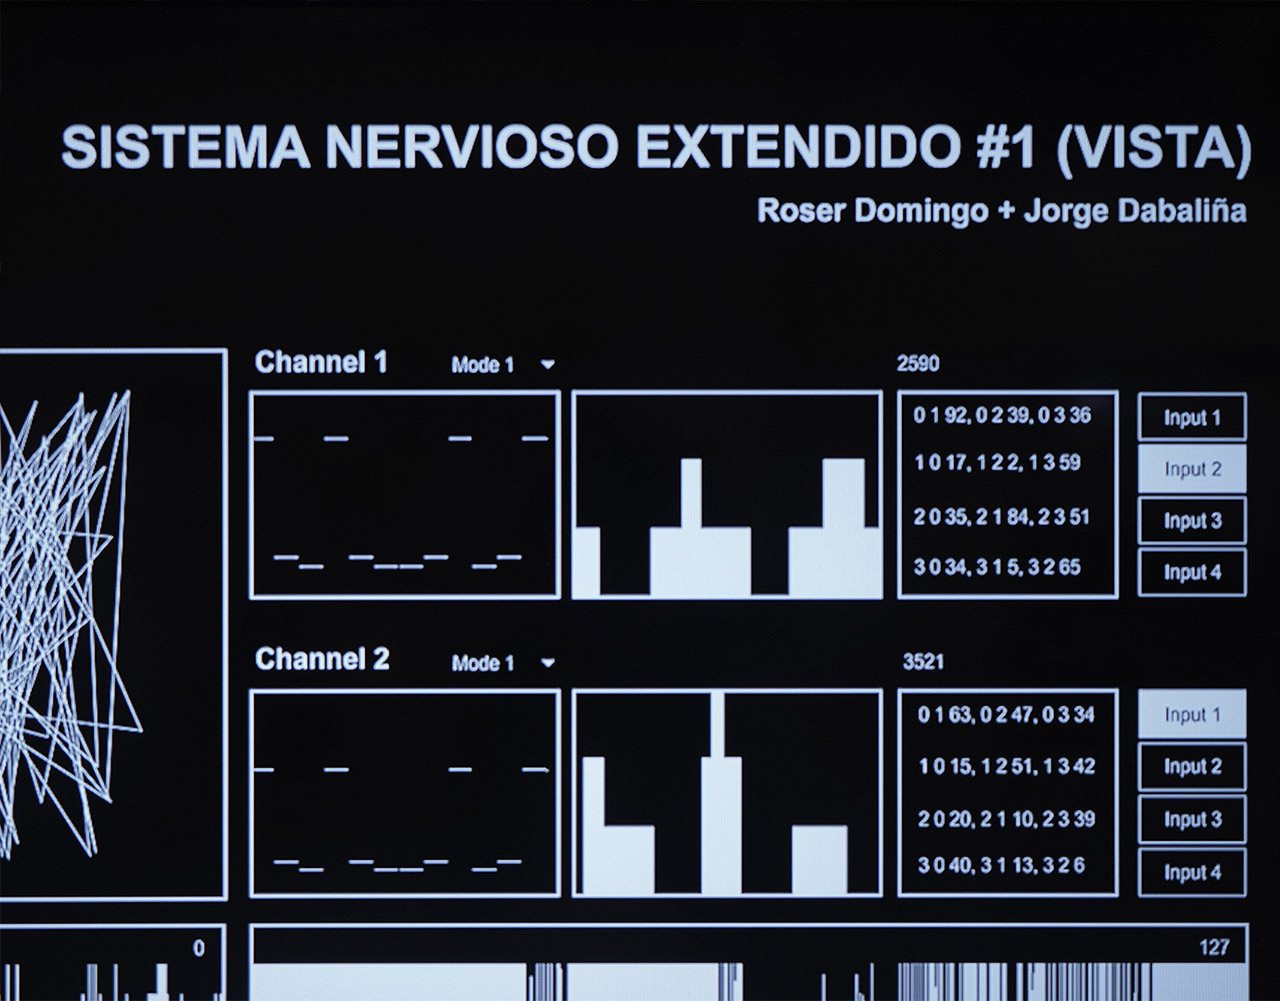 SISTEMA NERVIOSO EXTENDIDO #1 (VISTA)
Roser Domingo + Jorge Dabaliña
Channel 1 Mode 1 2590
0 1 92, 0 2 39, 0 3 36
1 0 17, 1 2 2, 1 3 59
2 0 35, 2 1 84, 2 3 51
3 0 34, 3 1 5, 3 2 65
Input 1
Input 2
Input 3
Input 4
Channel 2 Mode 1 3521
0 1 63, 0 2 47, 0 3 34
1 0 15, 1 2 51, 1 3 42
2 0 20, 2 1 10, 2 3 39
3 0 40, 3 1 13, 3 2 6
Input 1
Input 2
Input 3
Input 4
0 127